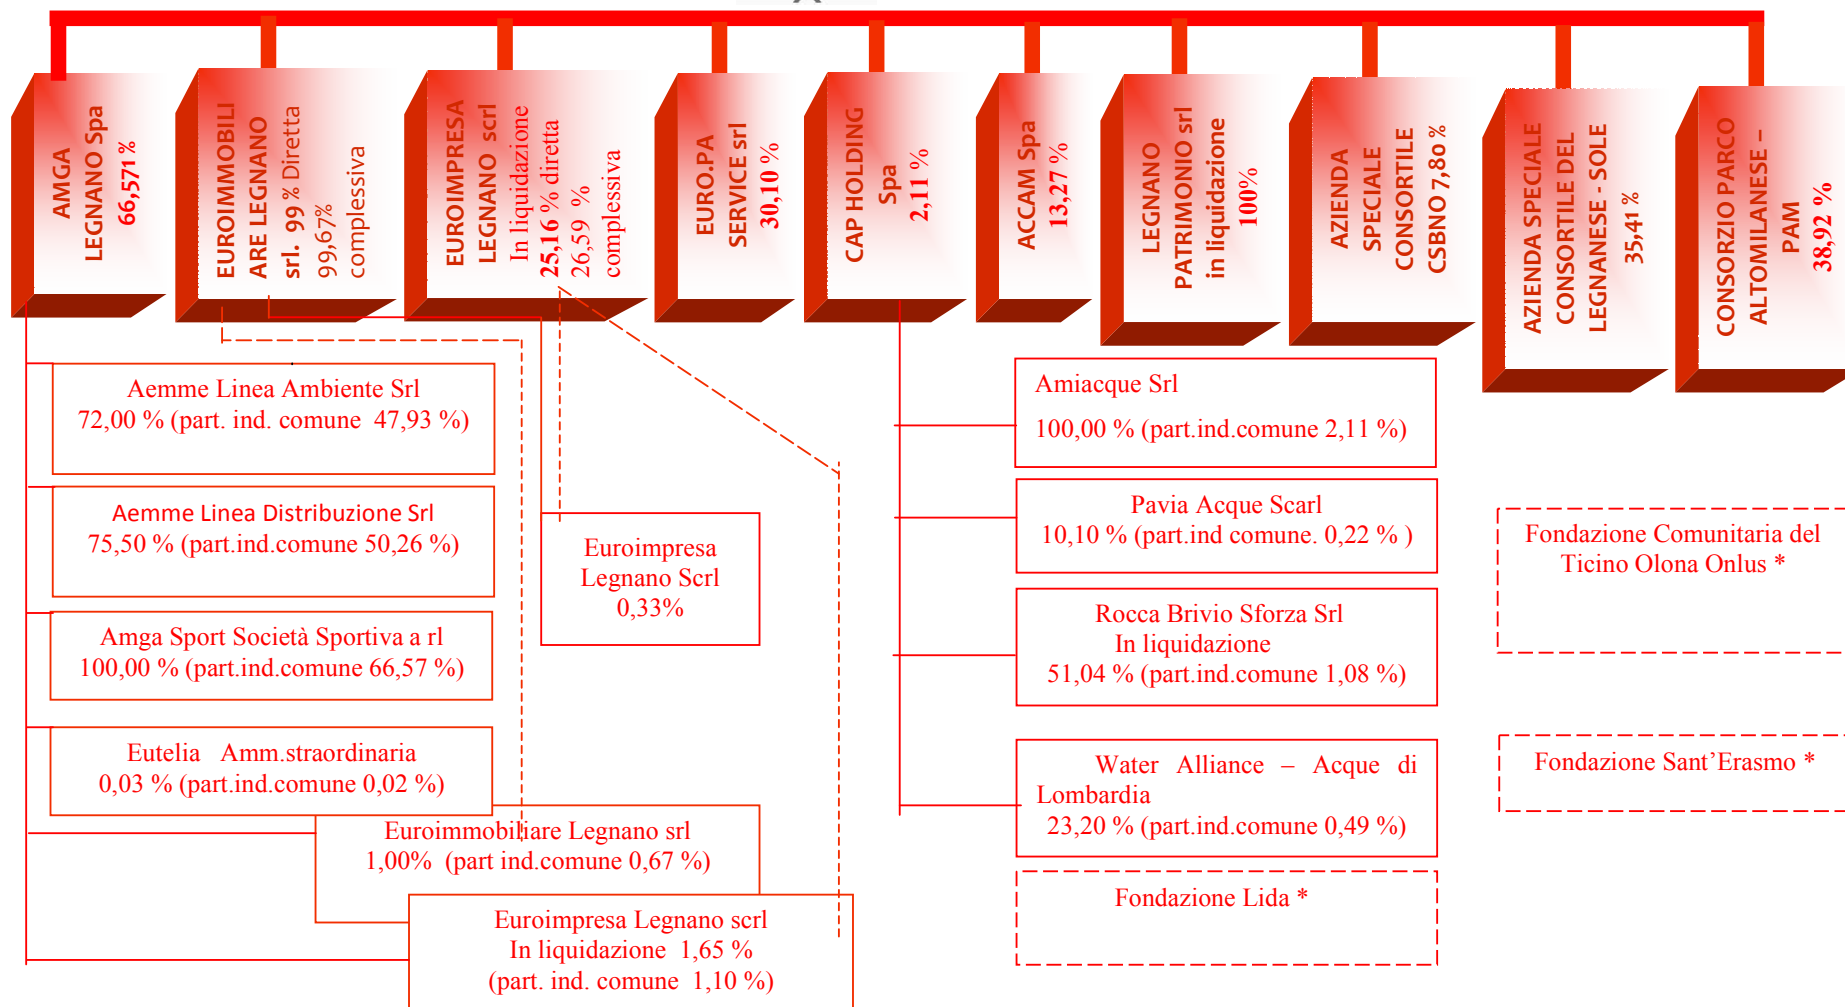 AMGA
LEGNANO Spa
66,571%
EUROIMMOBILI
ARE LEGNANO
srl. 99% Diretta
99,67%
complessiva
EUROIMPRESA
LEGNANO scrl
In liquidazione
25,16 % diretta
26,59 %
complessiva
EURO.PA
SERVICE srl
30,10 %
CAP HOLDING
Spa
2,11 %
ACCAM Spa
13,27 %
LEGNANO
PATRIMONIO srl
in liquidazione
100%
AZIENDA
SPECIALE
CONSORTILE
CSBNO 7,80%
AZIENDA SPECIALE
CONSORTILE DEL
LEGNANESE - SOLE
35,41 %
CONSORZIO PARCO
ALTOMILANESE –
PAM
38,92 %
Aemme Linea Ambiente Srl
72,00 % (part. ind. comune 47,93 %)
Aemme Linea Distribuzione Srl
75,50 % (part.ind.comune 50,26 %)
Amga Sport Società Sportiva a rl
100,00 % (part.ind.comune 66,57 %)
Eutelia Amm.straordinaria
0,03 % (part.ind.comune 0,02 %)
Euroimmobiliare Legnano srl
1,00% (part ind.comune 0,67 %)
Euroimpresa Legnano scrl
In liquidazione 1,65 %
(part. ind. comune 1,10 %)
Euroimpresa
Legnano Scrl
0,33%
Amiacque Srl
100,00 % (part.ind.comune 2,11 %)
Pavia Acque Scarl
10,10 % (part.ind comune. 0,22 % )
Rocca Brivio Sforza Srl
In liquidazione
51,04 % (part.ind.comune 1,08 %)
Water Alliance – Acque di
Lombardia
23,20 % (part.ind.comune 0,49 %)
Fondazione Lida *
Fondazione Comunitaria del
Ticino Olona Onlus *
Fondazione Sant’Erasmo *